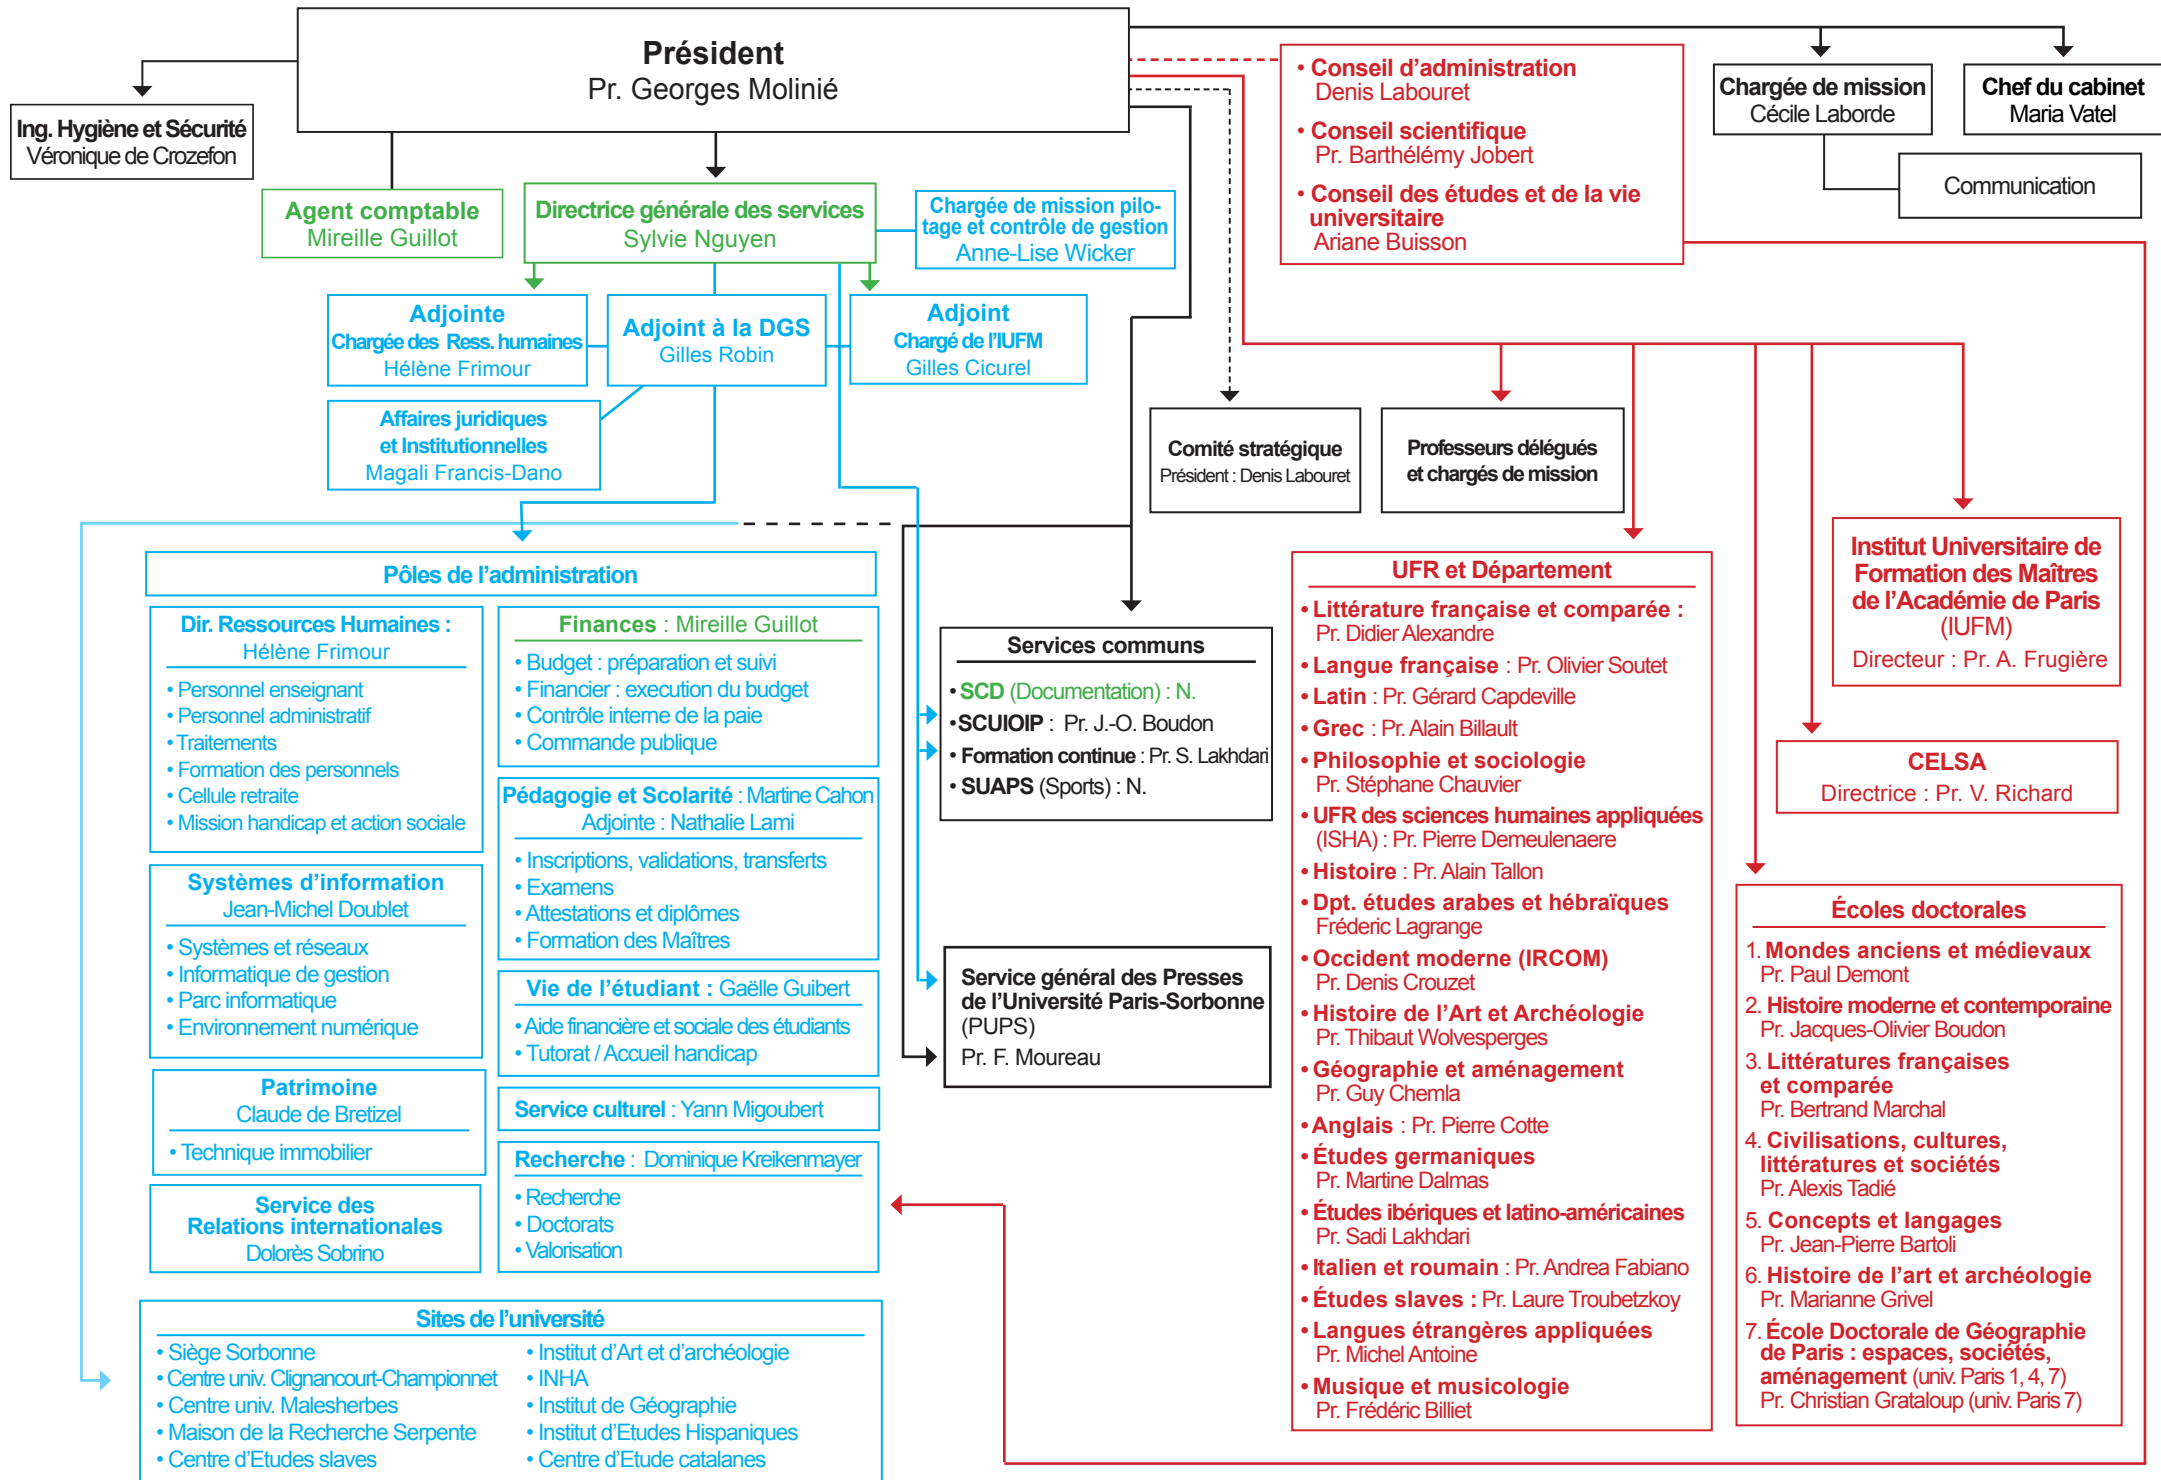 Président
Pr. Georges Molinié
Ing. Hygiène et Sécurité
Véronique de Crozefon
• Conseil d'administration
Denis Labouret
• Conseil scientifique
Pr. Barthélémy Jobert
• Conseil des études et de la vie
universitaire
Ariane Buisson
Chargée de mission
Cécile Laborde
Chef du cabinet
Maria Vatel
Communication
Agent comptable
Mireille Guillot
Directrice générale des services
Sylvie Nguyen
Chargée de mission pilo-
tage et contrôle de gestion
Anne-Lise Wicker
Adjointe
Chargée des Ress. humaines
Hélène Frimour
Adjoint à la DGS
Gilles Robin
Adjoint
Chargé de l'IUFM
Gilles Cicurel
Affaires juridiques
et Institutionnelles
Magali Francis-Dano
Comité stratégique
Président : Denis Labouret
Professeurs délégués
et chargés de mission
Pôles de l'administration
Dir. Ressources Humaines :
Hélène Frimour
• Personnel enseignant
• Personnel administratif
• Traitements
• Formation des personnels
• Cellule retraite
• Mission handicap et action sociale
Systèmes d'information
Jean-Michel Doublet
• Systèmes et réseaux
• Informatique de gestion
• Parc informatique
• Environnement numérique
Patrimoine
Claude de Bretizel
• Technique immobilier
Service des
Relations internationales
Dolorès Sobrino
Finances : Mireille Guillot
• Budget : préparation et suivi
• Financier : execution du budget
• Contrôle interne de la paie
• Commande publique
Pédagogie et Scolarité : Martine Cahon
Adjointe : Nathalie Lami
• Inscriptions, validations, transferts
• Examens
• Attestations et diplômes
• Formation des Maîtres
Vie de l'étudiant : Gaëlle Guibert
• Aide financière et sociale des étudiants
• Tutorat / Accueil handicap
Service culturel : Yann Migoubert
Recherche : Dominique Kreikenmayer
• Recherche
• Doctorats
• Valorisation
Sites de l'université
• Siège Sorbonne
• Centre univ. Clignancourt-Championnet
• Centre univ. Malesherbes
• Maison de la Recherche Serpente
• Centre d'Etudes slaves
• Institut d'Art et d'archéologie
• INHA
• Institut de Géographie
• Institut d'Etudes Hispaniques
• Centre d'Etude catalanes
Services communs
• SCD (Documentation) : N.
• SCUIOIP : Pr. J.-O. Boudon
• Formation continue : Pr. S. Lakhdari
• SUAPS (Sports) : N.
Service général des Presses
de l'Université Paris-Sorbonne
(PUPS)
Pr. F. Moureau
UFR et Département
• Littérature française et comparée :
Pr. Didier Alexandre
• Langue française : Pr. Olivier Soutet
• Latin : Pr. Gérard Capdeville
• Grec : Pr. Alain Billault
• Philosophie et sociologie
Pr. Stéphane Chauvier
• UFR des sciences humaines appliquées
(ISHA) : Pr. Pierre Demeulenaere
• Histoire : Pr. Alain Tallon
• Dpt. études arabes et hébraïques
Fréderic Lagrange
• Occident moderne (IRCOM)
Pr. Denis Crouzet
• Histoire de l'Art et Archéologie
Pr. Thibaut Wolvesperges
• Géographie et aménagement
Pr. Guy Chemla
• Anglais : Pr. Pierre Cotte
• Études germaniques
Pr. Martine Dalmas
• Études ibériques et latino-américaines
Pr. Sadi Lakhdari
• Italien et roumain : Pr. Andrea Fabiano
• Études slaves : Pr. Laure Troubetzkoy
• Langues étrangères appliquées
Pr. Michel Antoine
• Musique et musicologie
Pr. Frédéric Billiet
Institut Universitaire de
Formation des Maîtres
de l'Académie de Paris
(IUFM)
Directeur : Pr. A. Frugière
CELSA
Directrice : Pr. V. Richard
Écoles doctorales
1. Mondes anciens et médievaux
Pr. Paul Demont
2. Histoire moderne et contemporaine
Pr. Jacques-Olivier Boudon
3. Littératures françaises
et comparée
Pr. Bertrand Marchal
4. Civilisations, cultures,
littératures et sociétés
Pr. Alexis Tadié
5. Concepts et langages
Pr. Jean-Pierre Bartoli
6. Histoire de l'art et archéologie
Pr. Marianne Grivel
7. École Doctorale de Géographie
de Paris : espaces, sociétés,
aménagement (univ. Paris 1, 4, 7)
Pr. Christian Grataloup (univ. Paris 7)